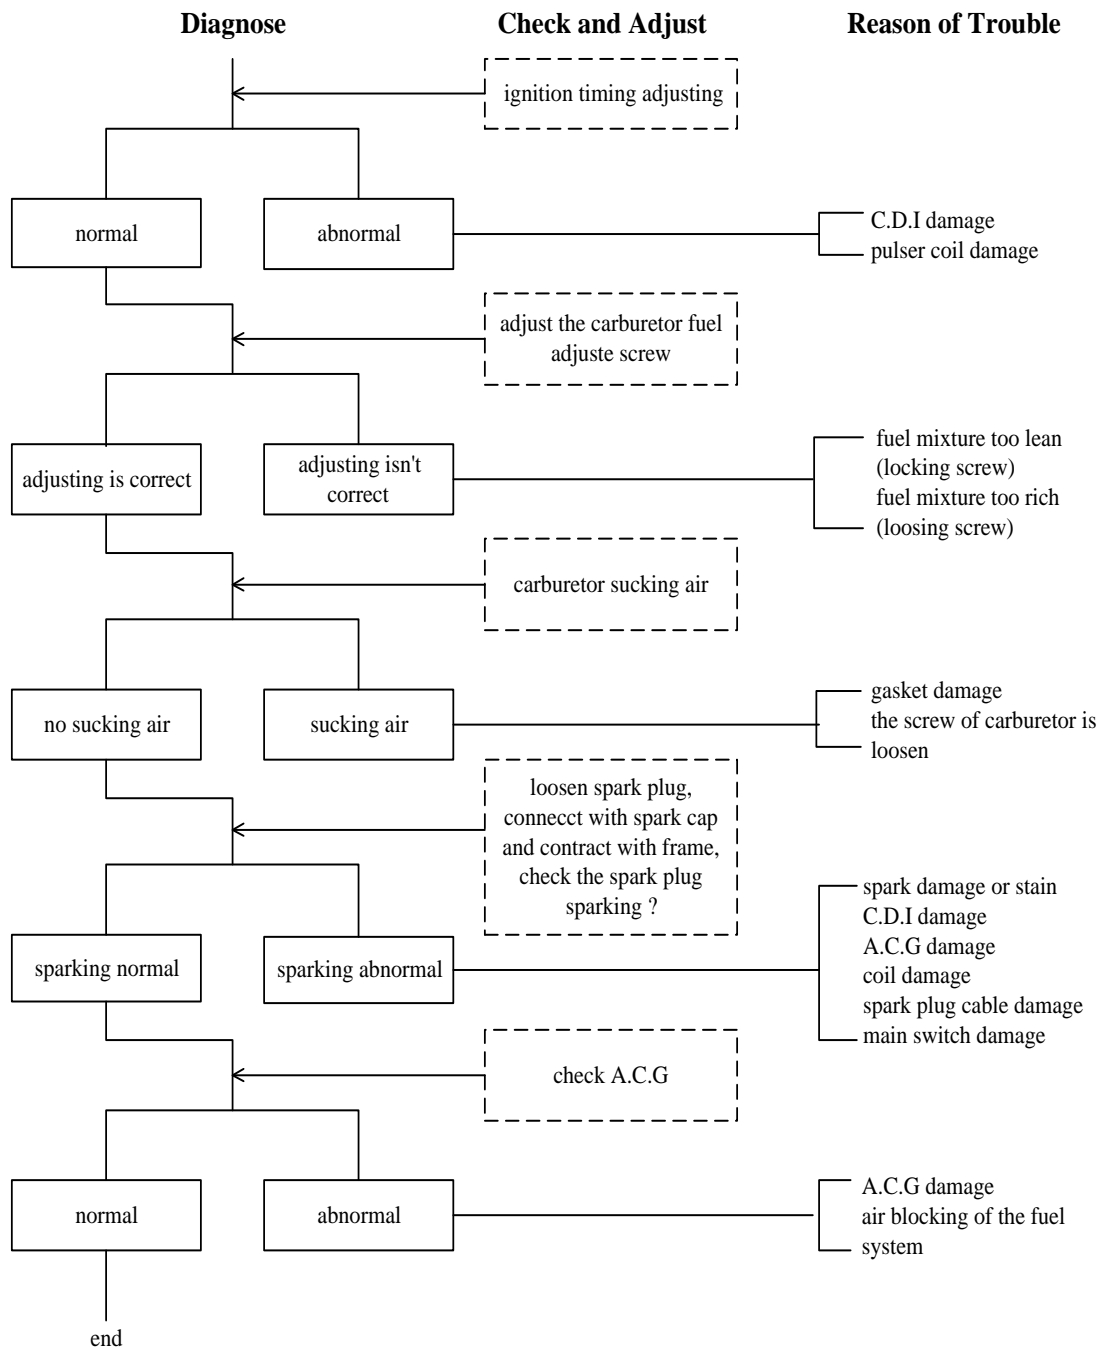 Diagnose
Check and Adjust
Reason of Trouble
ignition timing adjusting
normal
abnormal
C.D.I damage
pulser coil damage
adjust the carburetor fuel
adjuste screw
adjusting is correct
adjusting isn't
correct
fuel mixture too lean
(locking screw)
fuel mixture too rich
(loosing screw)
carburetor sucking air
no sucking air
sucking air
gasket damage
the screw of carburetor is
loosen
loosen spark plug,
connecct with spark cap
and contract with frame,
check the spark plug
sparking ?
sparking normal
sparking abnormal
spark damage or stain
C.D.I damage
A.C.G damage
coil damage
spark plug cable damage
main switch damage
check A.C.G
normal
abnormal
A.C.G damage
air blocking of the fuel
system
end